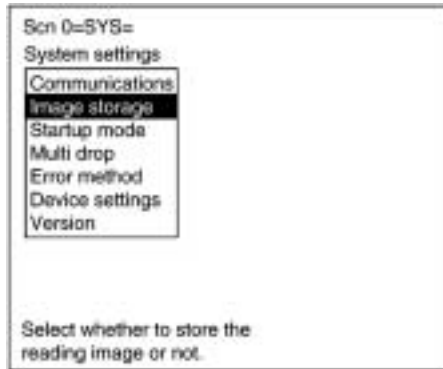 Scn 0=SYS=
System settings
Communications
Image storage
Startup mode
Multi drop
Error method
Device settings
Version
Select whether to store the
reading image or not.